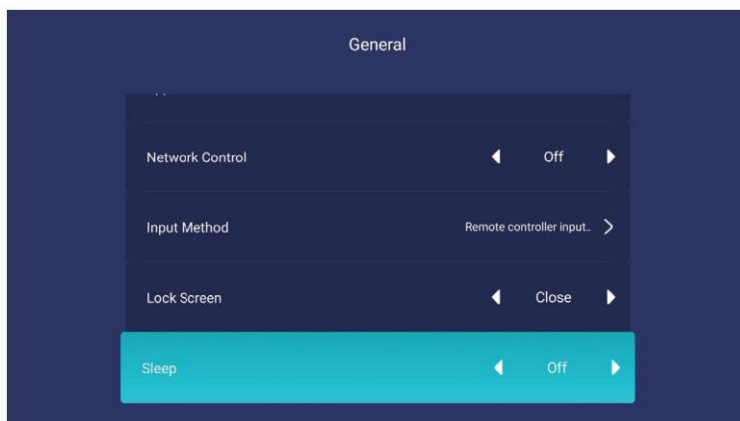 General
Network Control Off
Input Method Remote controller input..
Lock Screen Close
Sleep Off